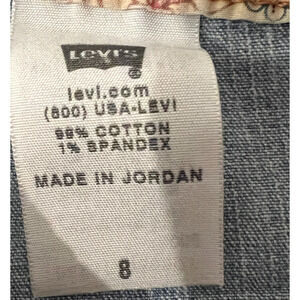 Levi's
®
levi.com
(800) USA-LEVI
99% COTTON
1% SPANDEX
MADE IN JORDAN
8